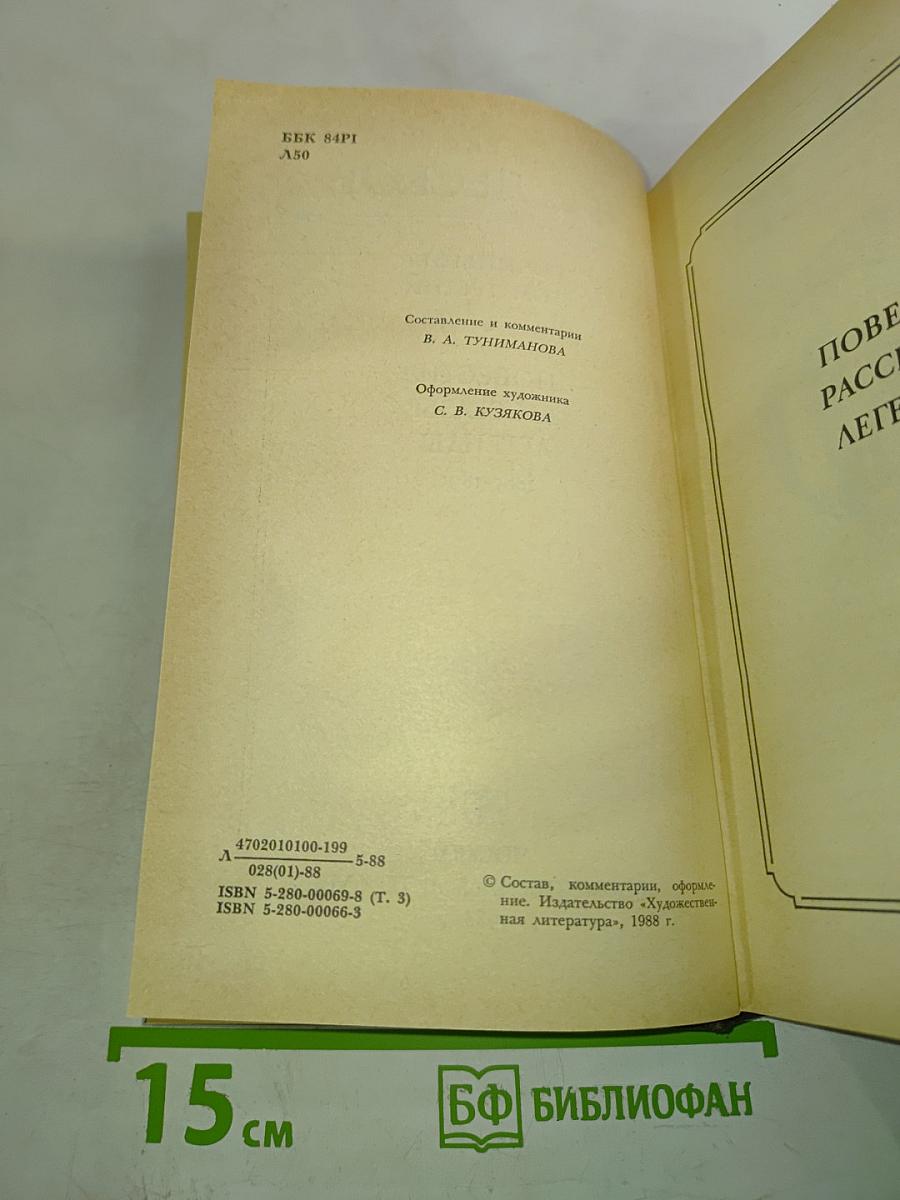 ББК 84Р1
Л50
Составление и комментарии
В. А. ТУНИМАНОВА
Оформление художника
С. В. КУЗЯКОВА
Л 4702010100-199 5-88
028(01)-88
ISBN 5-280-00069-8 (Т. 3)
ISBN 5-280-00066-3
© Состав, комментарии, оформле-
ние. Издательство «Художествен-
ная литература», 1988 г.
ПОВЕ
РАССК
ЛЕГЕ
15 см
БФ БИБЛИОФАН